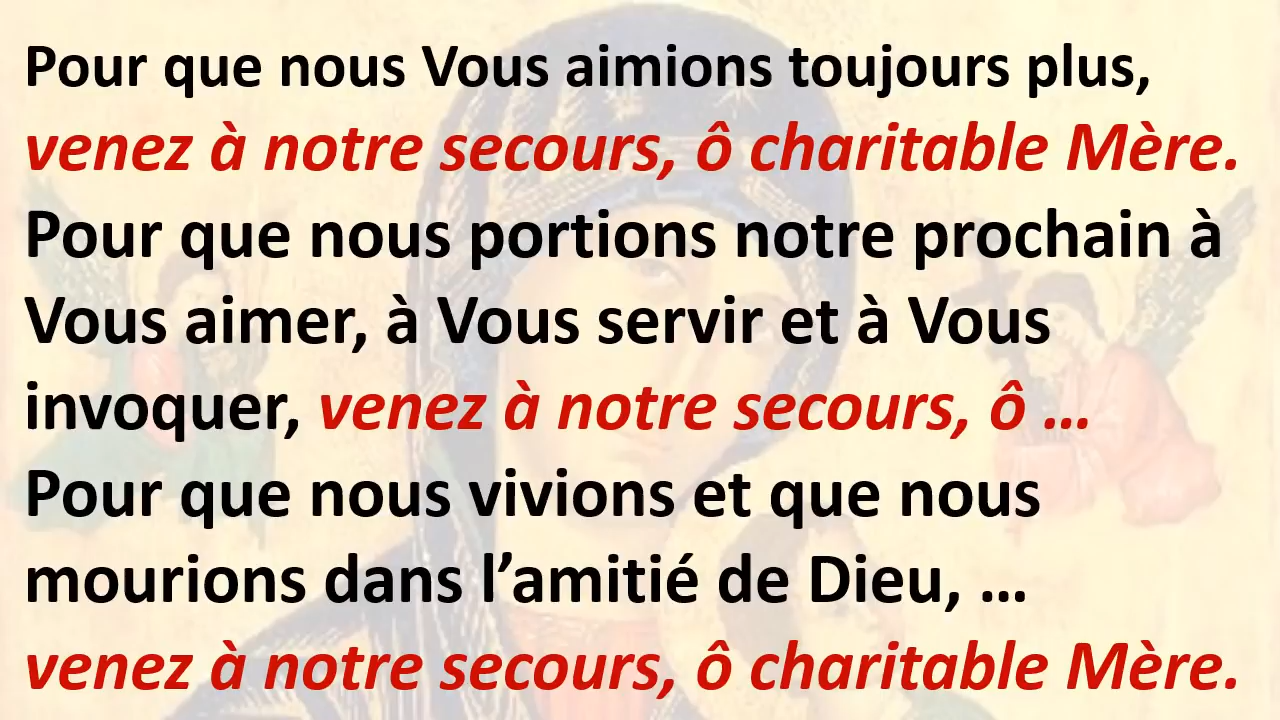 Pour que nous Vous aimions toujours plus,
venez à notre secours, ô charitable Mère.
Pour que nous portions notre prochain à
Vous aimer, à Vous servir et à Vous
invoquer, venez à notre secours, ô …
Pour que nous vivions et que nous
mourions dans l’amitié de Dieu, …
venez à notre secours, ô charitable Mère.